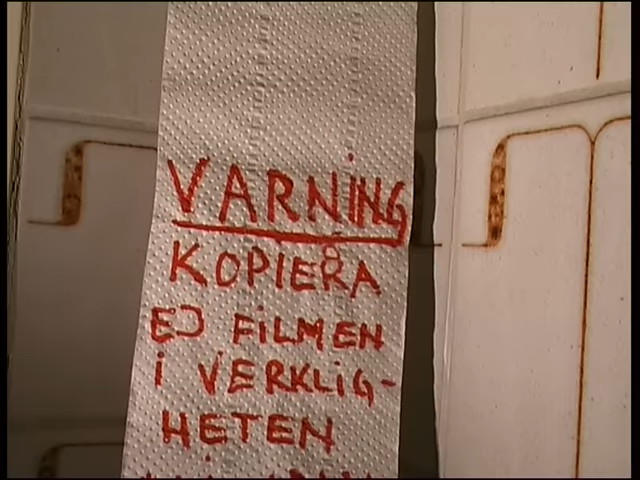 VARNING
KOPIERA
EJ FILMEN
I VERKLIG-
HETEN